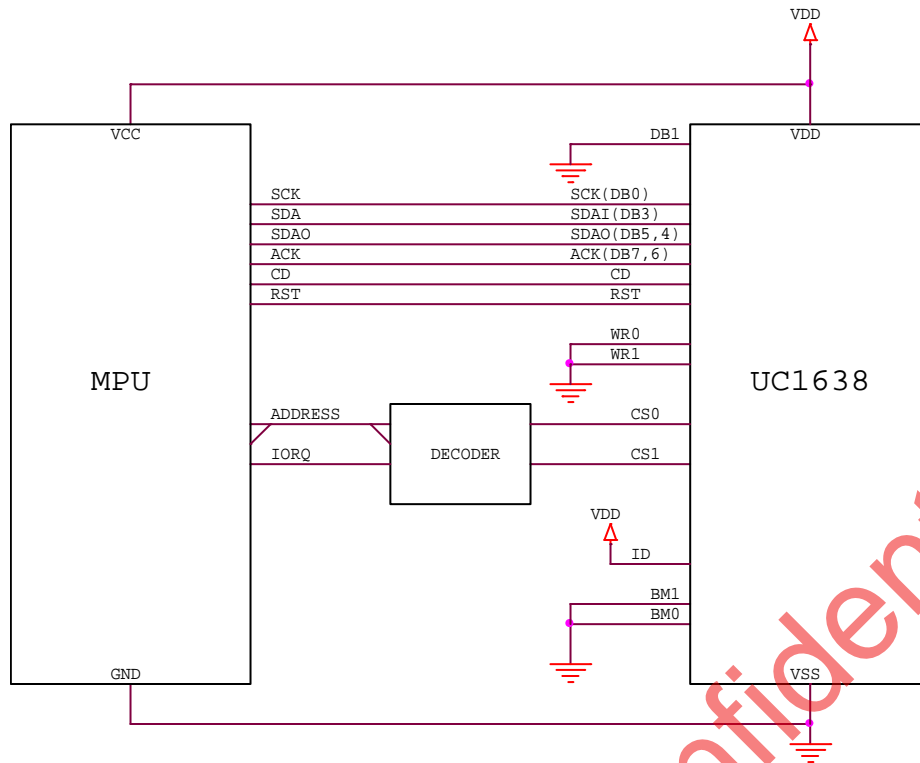 VDD
VCC
VDD
DB1
SCK SCK(DB0)
SDA SDAI(DB3)
SDAO SDAO(DB5,4)
ACK ACK(DB7,6)
CD CD
RST RST
WR0
WR1
MPU
UC1638
ADDRESS
CS0
IORQ
DECODER
CS1
VDD
ID
BM1
BM0
GND
VSS